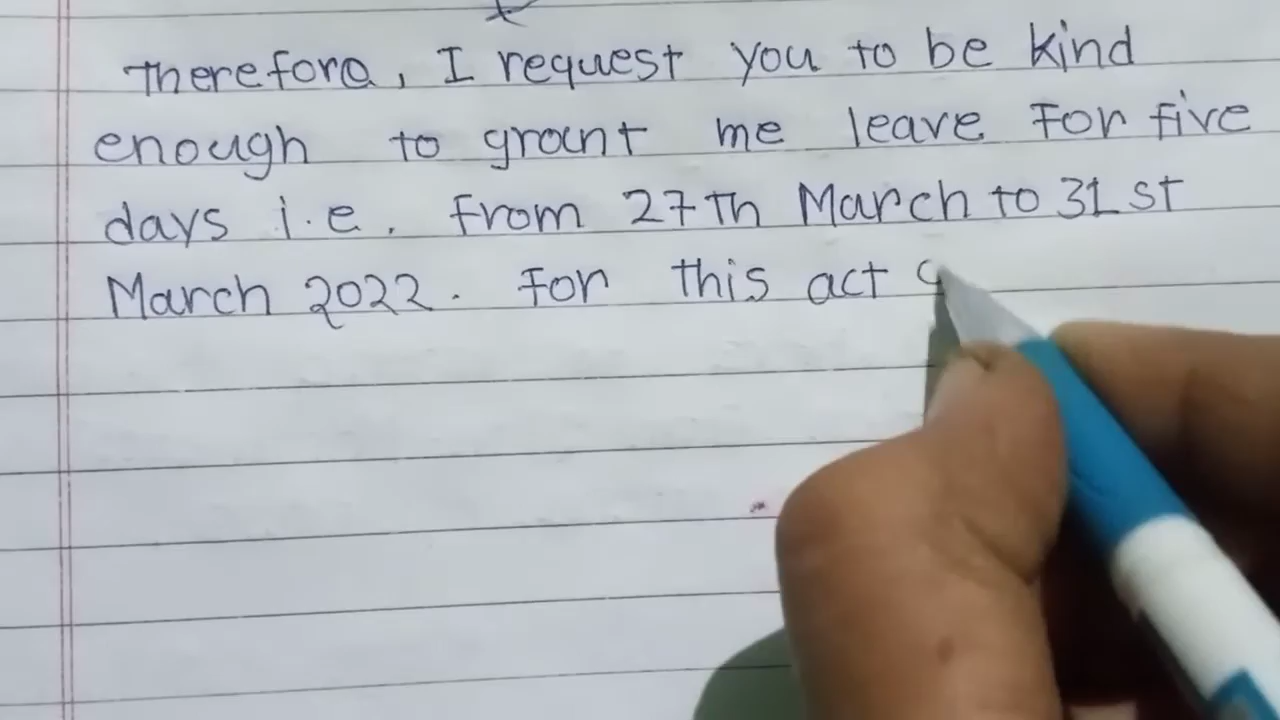 Therefore, I request you to be kind
enough to grant me leave For five
days i.e. From 27th March to 31st
March 2022. For this act